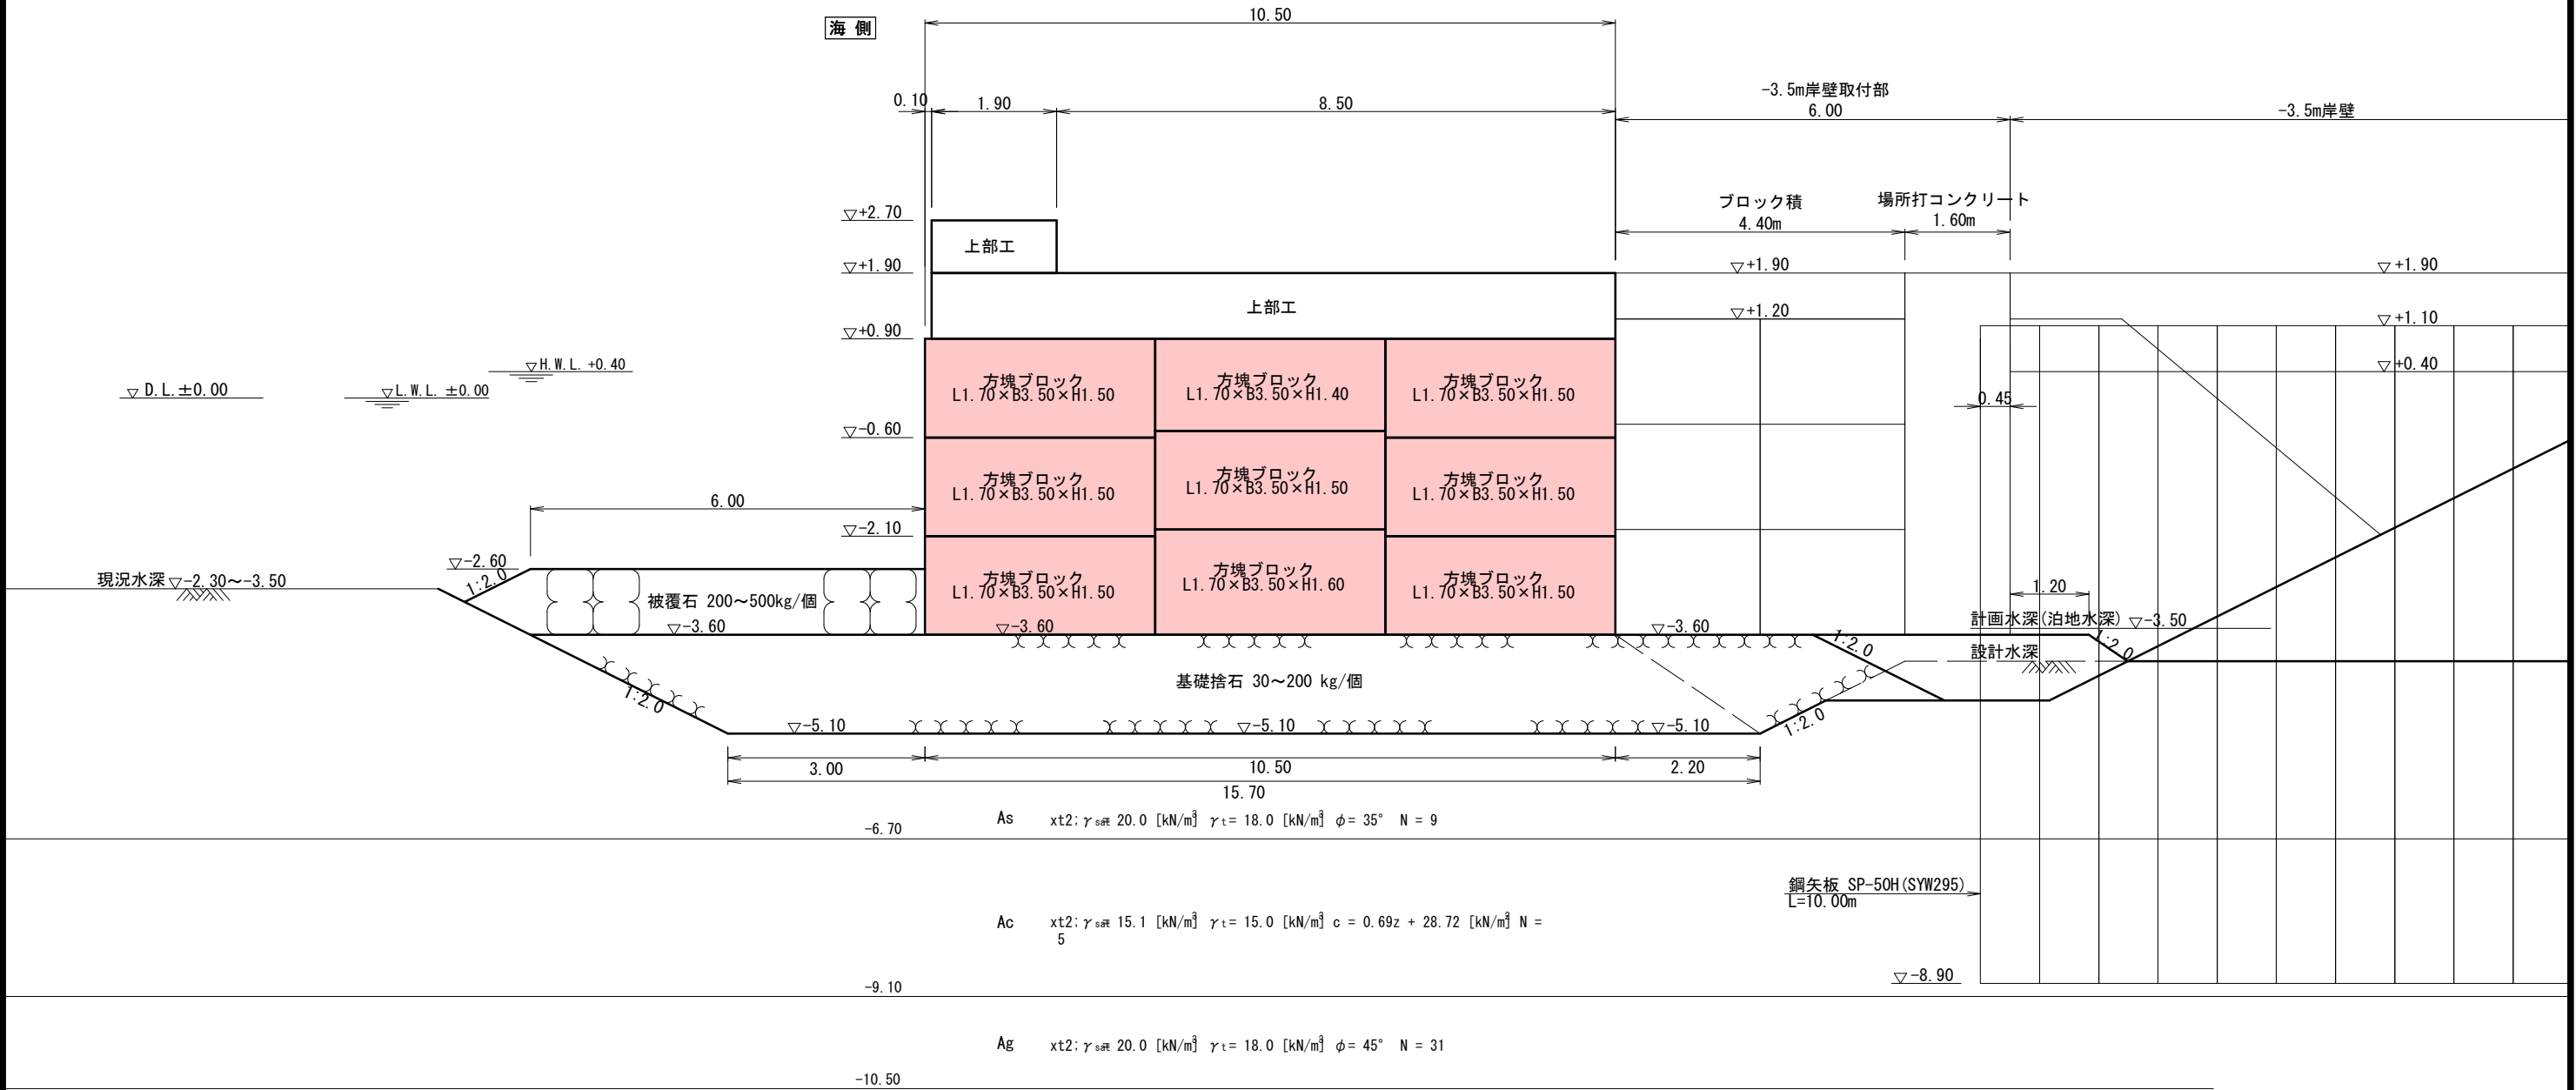 10.50
海 側
-3.5m岸壁取付部
0.10
1.90
8.50
6.00
-3.5m岸壁
ブロック積
場所打コンクリート
▽+2.70
4.40m
1.60m
上部工
▽+1.90
▽+1.90
▽+1.90
上部工
▽+1.20
▽+1.10
▽+0.90
▽H.W.L. +0.40
▽+0.40
▽ D.L.±0.00
▽L.W.L. ±0.00
方塊ブロック
L1.70×B3.50×H1.50
方塊ブロック
L1.70×B3.50×H1.40
方塊ブロック
L1.70×B3.50×H1.50
0.45
▽-0.60
方塊ブロック
L1.70×B3.50×H1.50
方塊ブロック
L1.70×B3.50×H1.50
方塊ブロック
L1.70×B3.50×H1.50
6.00
▽-2.10
▽-2.60
現況水深▽-2.30～-3.50
1:2.0
方塊ブロック
L1.70×B3.50×H1.50
方塊ブロック
L1.70×B3.50×H1.60
方塊ブロック
L1.70×B3.50×H1.50
1.20
被覆石 200～500kg/個
計画水深(泊地水深)▽-3.50
▽-3.60
▽-3.60
▽-3.60
1:2.0
1:2.0
設計水深
基礎捨石 30～200 kg/個
1:2.0
▽-5.10
▽-5.10
▽-5.10
1:2.0
3.00
10.50
2.20
15.70
As xt2;γsat= 20.0 [kN/m3] γt= 18.0 [kN/m3] φ= 35° N = 9
-6.70
鋼矢板 SP-50H(SYW295)
L=10.00m
Ac xt2;γsat= 15.1 [kN/m3] γt= 15.0 [kN/m3] c = 0.69z + 28.72 [kN/m2] N =
5
▽-8.90
-9.10
Ag xt2;γsat= 20.0 [kN/m3] γt= 18.0 [kN/m3] φ= 45° N = 31
-10.50